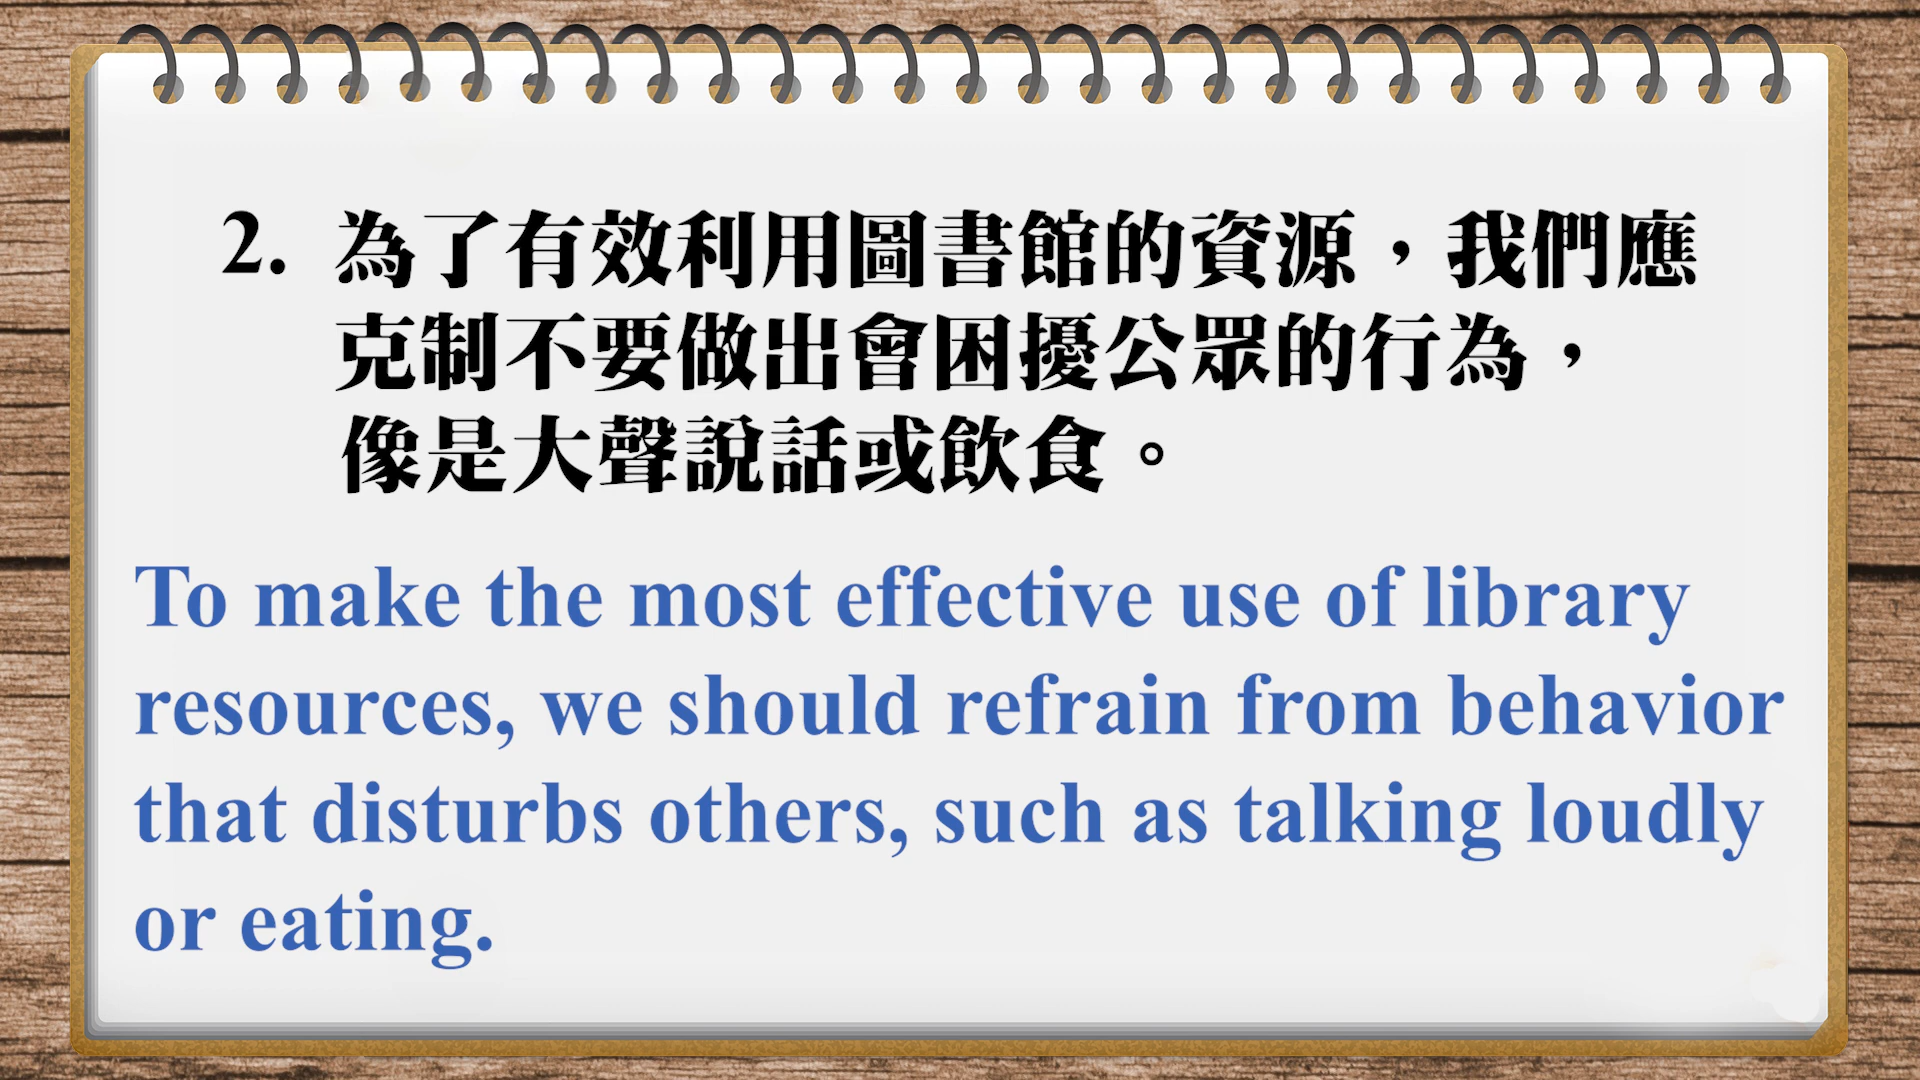 2. 為了有效利用圖書館的資源，我們應
克制不要做出會困擾公眾的行為，
像是大聲說話或飲食。
To make the most effective use of library
resources, we should refrain from behavior
that disturbs others, such as talking loudly
or eating.